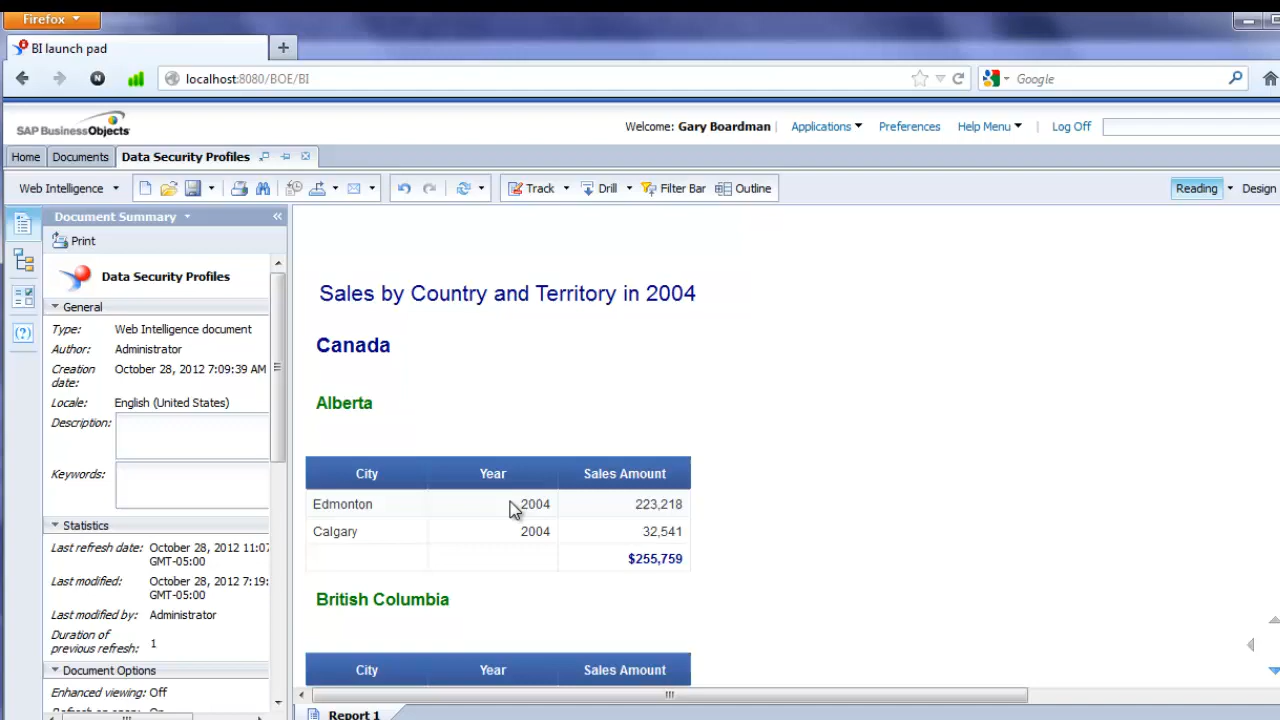 Firefox
BI launch pad
localhost:8080/BOE/BI
Google
SAP BusinessObjects
Welcome: Gary Boardman
Applications
Preferences
Help Menu
Log Off
Home
Documents
Data Security Profiles
Web Intelligence
Track
Drill
Filter Bar
Outline
Reading
Design
Document Summary
Print
Data Security Profiles
General
Type: Web Intelligence document
Author: Administrator
Creation date: October 28, 2012 7:09:39 AM
Locale: English (United States)
Description:
Keywords:
Statistics
Last refresh date: October 28, 2012 11:07
GMT-05:00
Last modified: October 28, 2012 7:19:
GMT-05:00
Last modified by: Administrator
Duration of previous refresh: 1
Document Options
Enhanced viewing: Off
Sales by Country and Territory in 2004
Canada
Alberta
City Year Sales Amount
Edmonton 2004 223,218
Calgary 2004 32,541
$255,759
British Columbia
City Year Sales Amount
Report 1